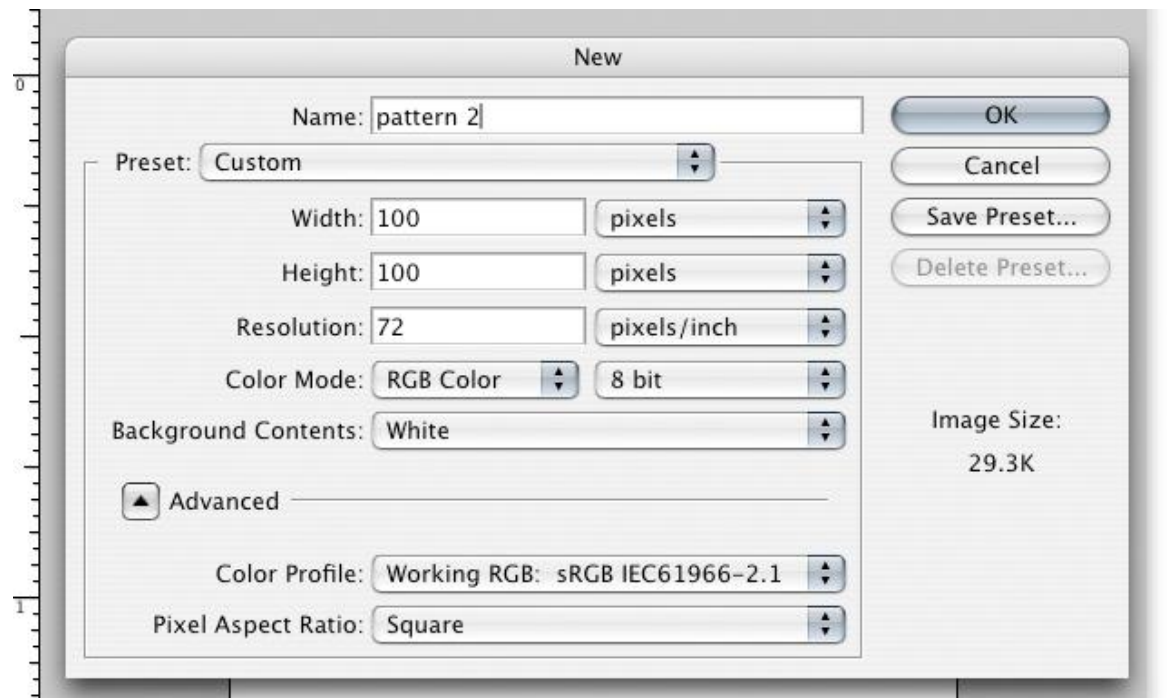 New
0
Name: pattern 2
OK
Preset: Custom
Cancel
Width: 100 pixels
Save Preset...
Height: 100 pixels
Delete Preset...
Resolution: 72 pixels/inch
Color Mode: RGB Color 8 bit
Background Contents: White
Image Size:
29.3K
Advanced
Color Profile: Working RGB: sRGB IEC61966-2.1
1
Pixel Aspect Ratio: Square